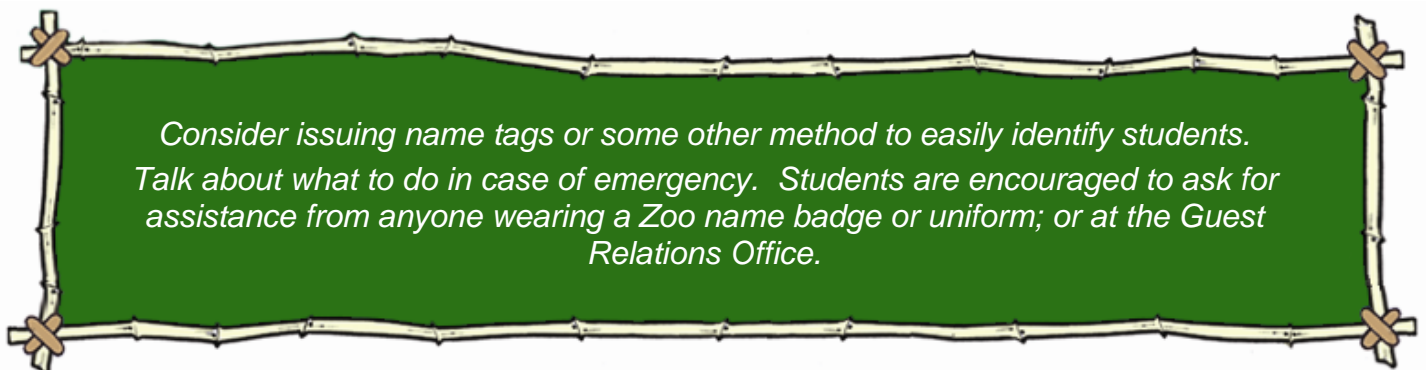 Consider issuing name tags or some other method to easily identify students.
Talk about what to do in case of emergency.  Students are encouraged to ask for
assistance from anyone wearing a Zoo name badge or uniform; or at the Guest
Relations Office.